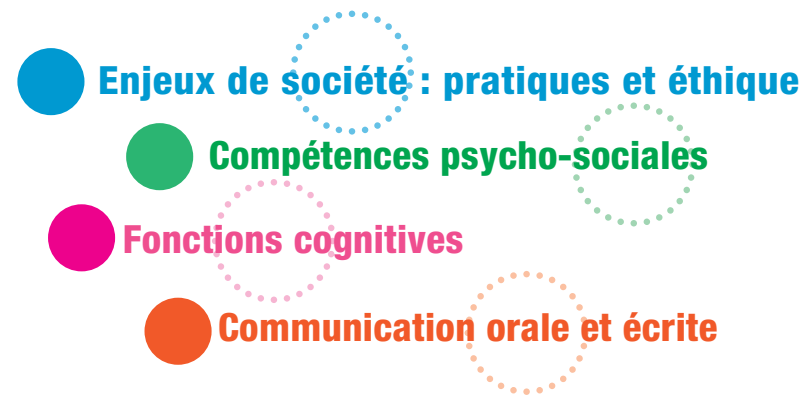 Enjeux de société : pratiques et éthique
Compétences psycho-sociales
Fonctions cognitives
Communication orale et écrite